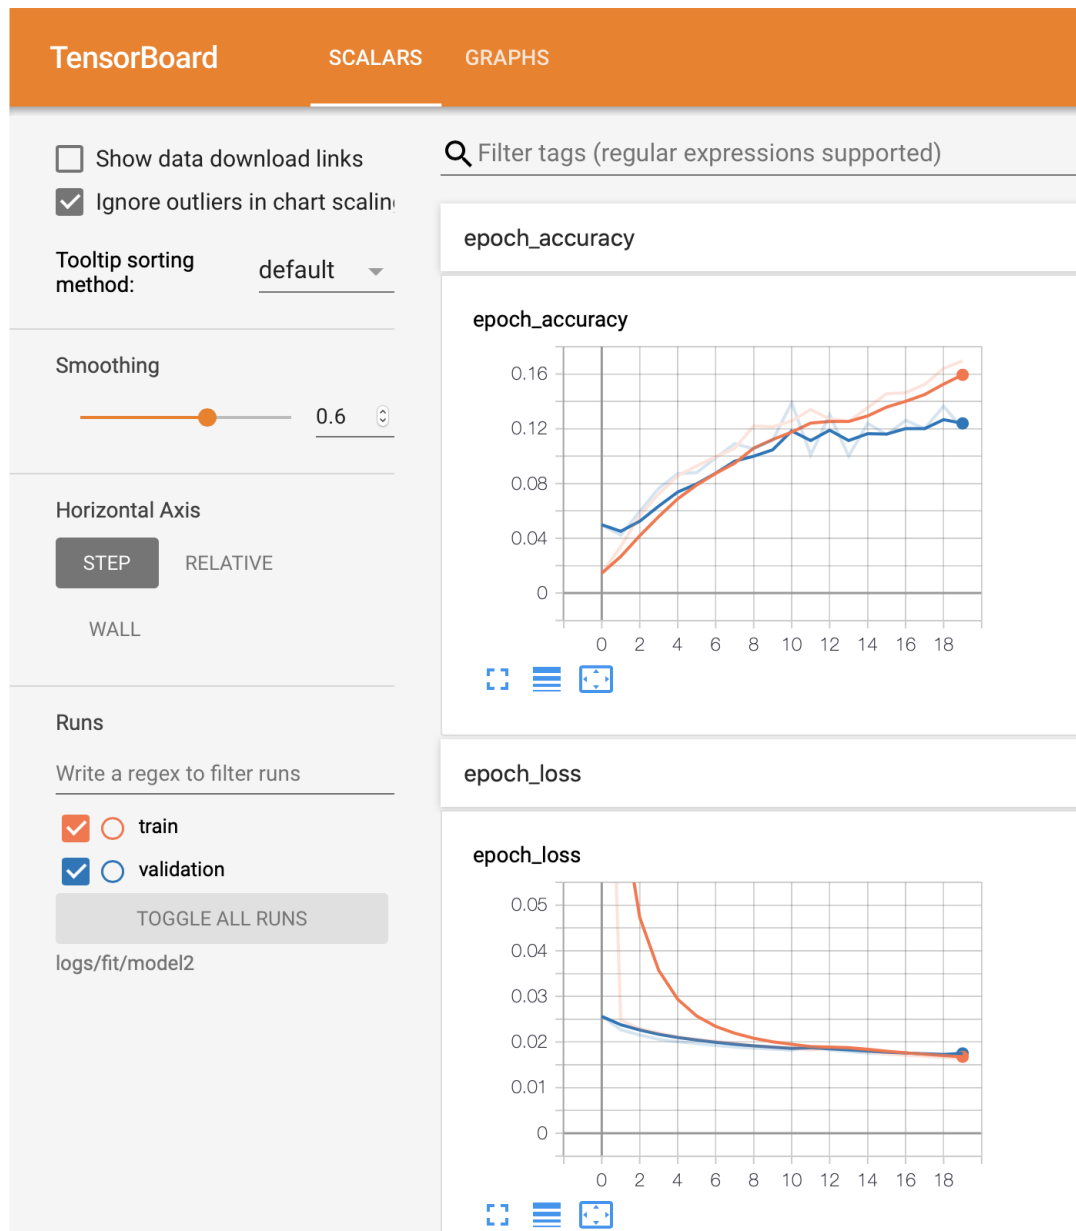 TensorBoard SCALARS GRAPHS
Show data download links
Ignore outliers in chart scalin
Tooltip sorting
method:
default
Smoothing
0.6
Horizontal Axis
STEP RELATIVE
WALL
Runs
Write a regex to filter runs
train
validation
TOGGLE ALL RUNS
logs/fit/model2
Filter tags (regular expressions supported)
epoch_accuracy
epoch_accuracy
0.16
0.12
0.08
0.04
0
0 2 4 6 8 10 12 14 16 18
epoch_loss
epoch_loss
0.05
0.04
0.03
0.02
0.01
0
0 2 4 6 8 10 12 14 16 18